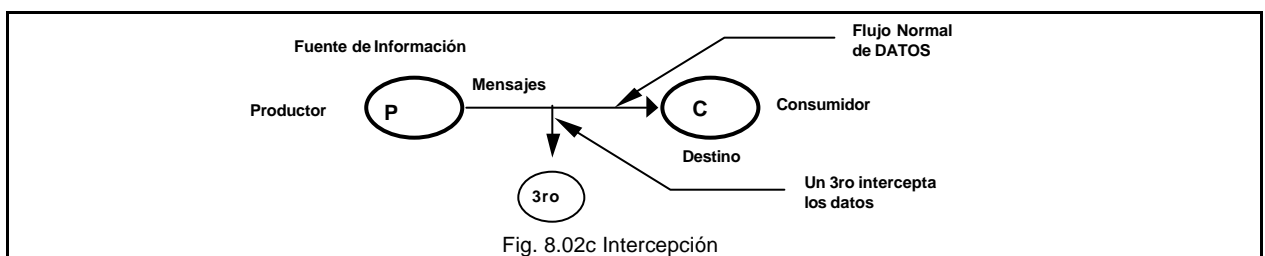 Flujo Normal
de DATOS
Fuente de Información
Mensajes
Productor
P
C
Consumidor
Destino
Un 3ro intercepta
los datos
3ro
Fig. 8.02c Intercepción